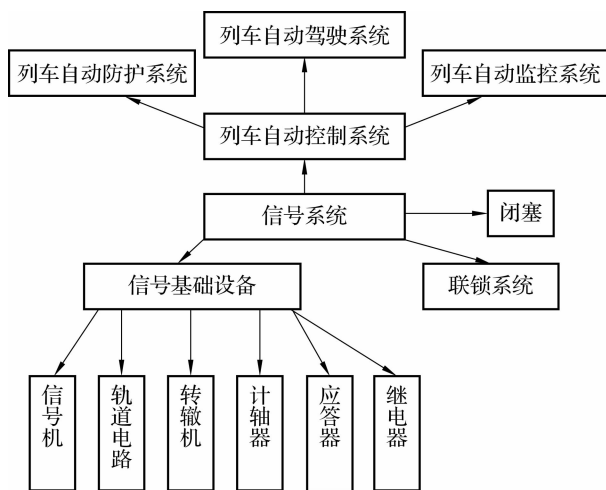 列车自动驾驶系统
列车自动防护系统
列车自动监控系统
列车自动控制系统
信号系统
闭塞
信号基础设备
联锁系统
信号机
轨道电路
转辙机
计轴器
应答器
继电器